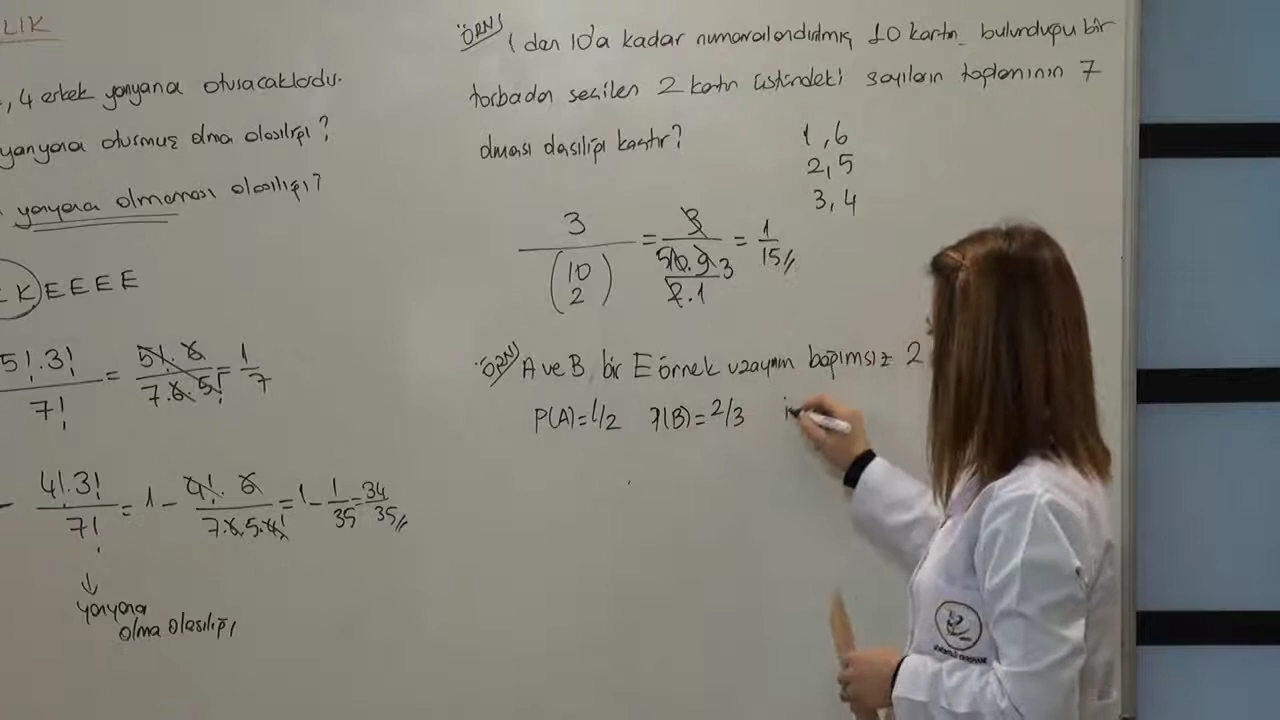 LIK
, 4 erkek yanyana oturacaklardır.
yanyana oturmuş olma olasılığı?
yanyana olmaması olasılığı?
K)EEEE
5!.3! / 7! = 5!.6 / 7.6.5! = 1/7
4!.3! / 7! = 1 - 4!.6 / 7.6.5.4! = 1 - 1/35 = 34/35//
↓
yanyana
olma olasılığı
ÖRN) 1 den 10'a kadar numaralandırılmış 10 kartın bulunduğu bir
torbadan seçilen 2 kartın üstündeki sayıların toplamının 7
olması olasılığı kaçtır?
1,6
2,5
3,4
3 / (10 2) = 3 / (10.9 / 2.1) = 1/15//
5 3
ÖRN) A ve B, bir E örnek uzayının bağımsız 2
P(A)=1/2 P(B)=2/3